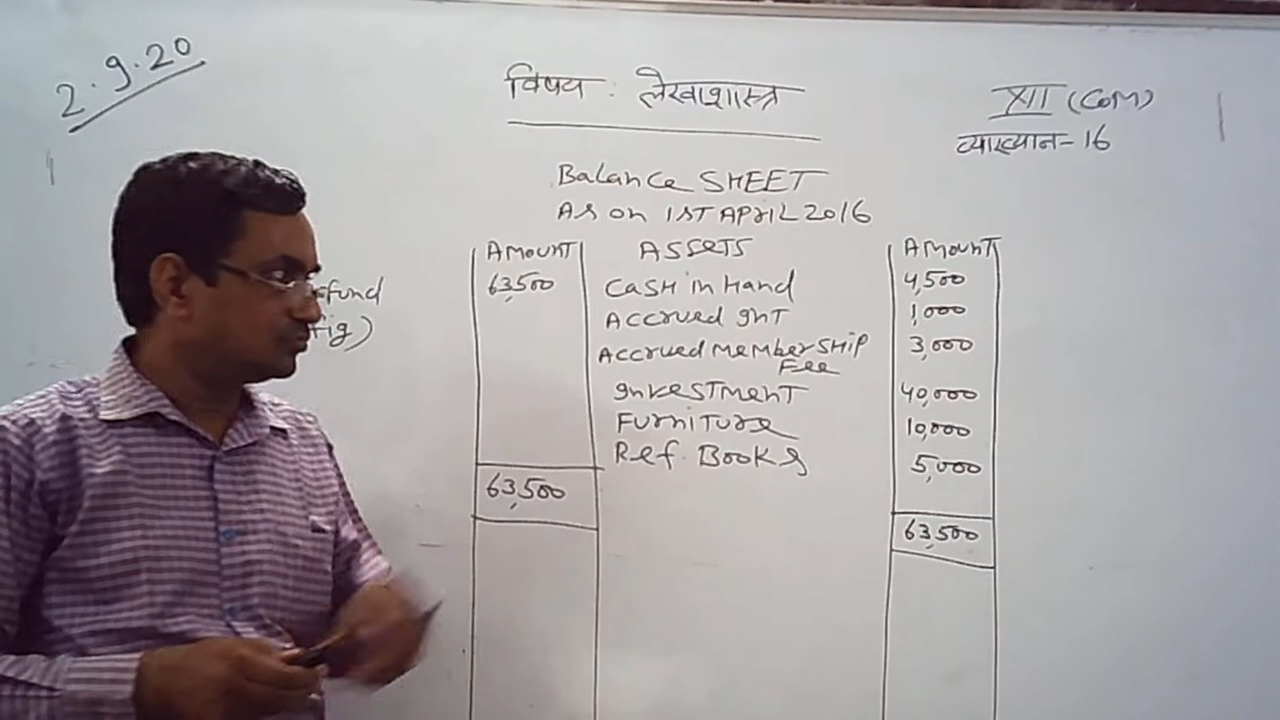 2.9.20
विषय : लेखाशास्त्र
XII (COM)
व्याख्यान-16
Balance SHEET
As on 1ST APRIL 2016
AMOUNT ASSETS AMOUNT
fund 63,500 CASH in Hand 4,500
fig) Accrued Int 1,000
Accrued MemberSHIP Fee 3,000
Investment 40,000
Furniture 10,000
Ref. Books 5,000
63,500
63,500